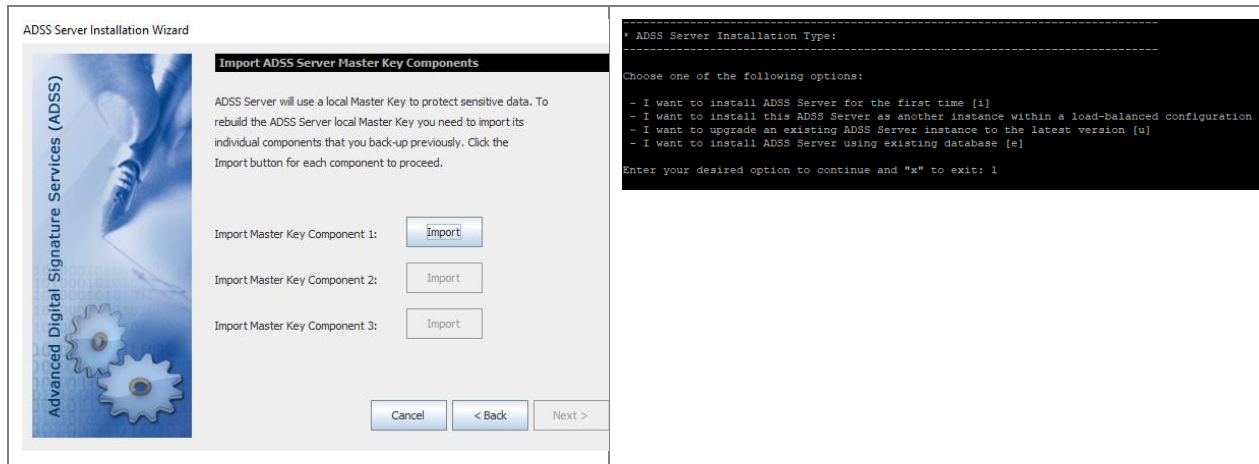 ADSS Server Installation Wizard
Advanced Digital Signature Services (ADSS)
Import ADSS Server Master Key Components
ADSS Server will use a local Master Key to protect sensitive data. To
rebuild the ADSS Server local Master Key you need to import its
individual components that you back-up previously. Click the
Import button for each component to proceed.
Import Master Key Component 1:
Import
Import Master Key Component 2:
Import
Import Master Key Component 3:
Import
Cancel
< Back
Next >
* ADSS Server Installation Type:
Choose one of the following options:
- I want to install ADSS Server for the first time [i]
- I want to install this ADSS Server as another instance within a load-balanced configuration
- I want to upgrade an existing ADSS Server instance to the latest version [u]
- I want to install ADSS Server using existing database [e]
Enter your desired option to continue and "x" to exit: l